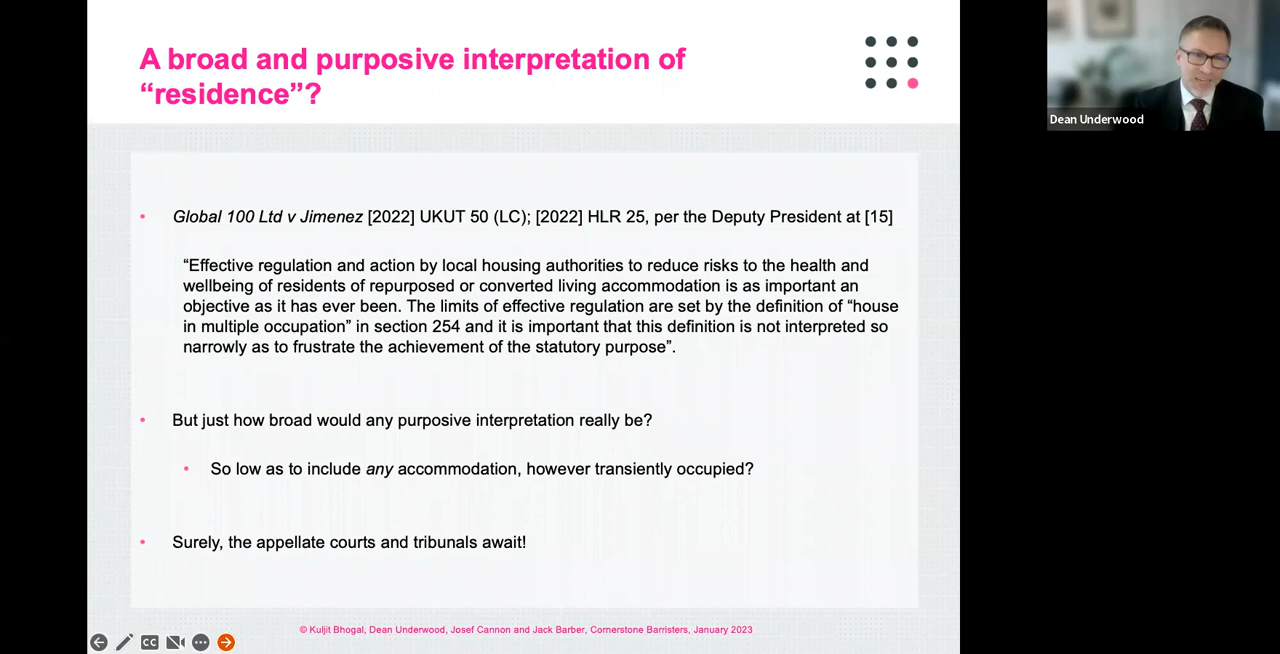 A broad and purposive interpretation of
“residence”?
Dean Underwood
• Global 100 Ltd v Jimenez [2022] UKUT 50 (LC); [2022] HLR 25, per the Deputy President at [15]
“Effective regulation and action by local housing authorities to reduce risks to the health and
wellbeing of residents of repurposed or converted living accommodation is as important an
objective as it has ever been. The limits of effective regulation are set by the definition of “house
in multiple occupation” in section 254 and it is important that this definition is not interpreted so
narrowly as to frustrate the achievement of the statutory purpose”.
• But just how broad would any purposive interpretation really be?
• So low as to include any accommodation, however transiently occupied?
• Surely, the appellate courts and tribunals await!
© Kuljit Bhogal, Dean Underwood, Josef Cannon and Jack Barber, Cornerstone Barristers, January 2023
CC